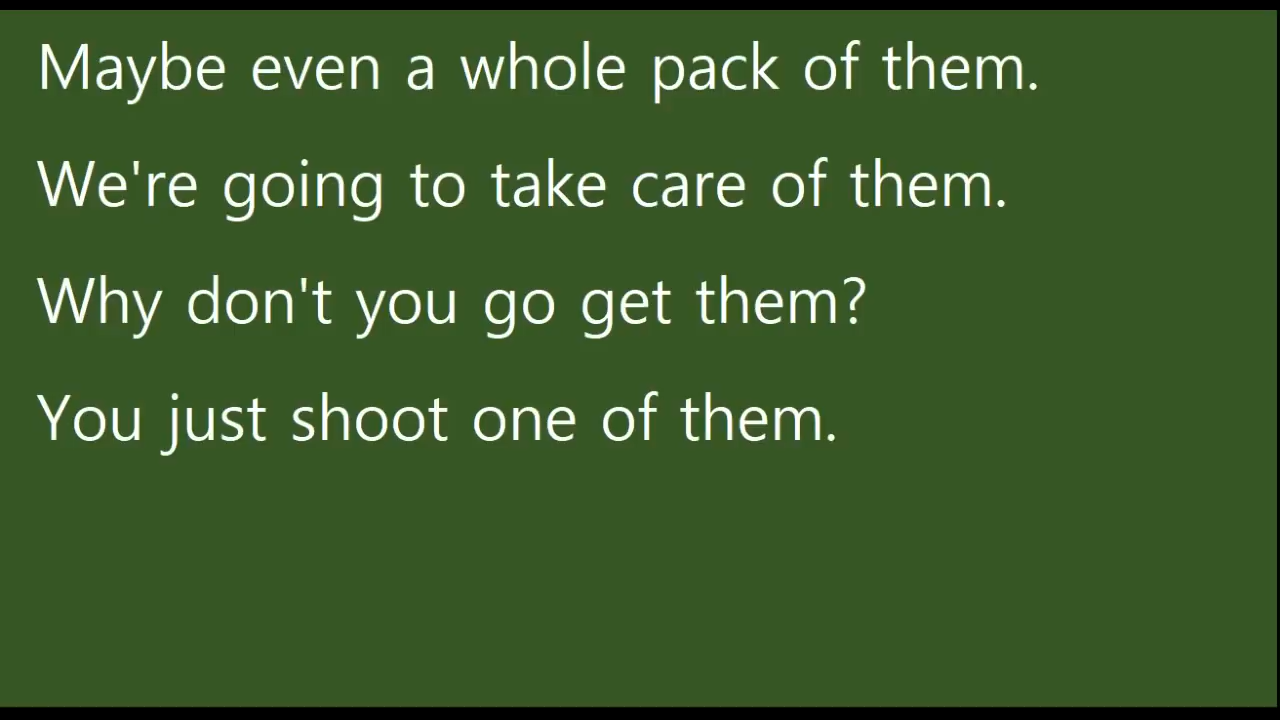 Maybe even a whole pack of them.
We're going to take care of them.
Why don't you go get them?
You just shoot one of them.